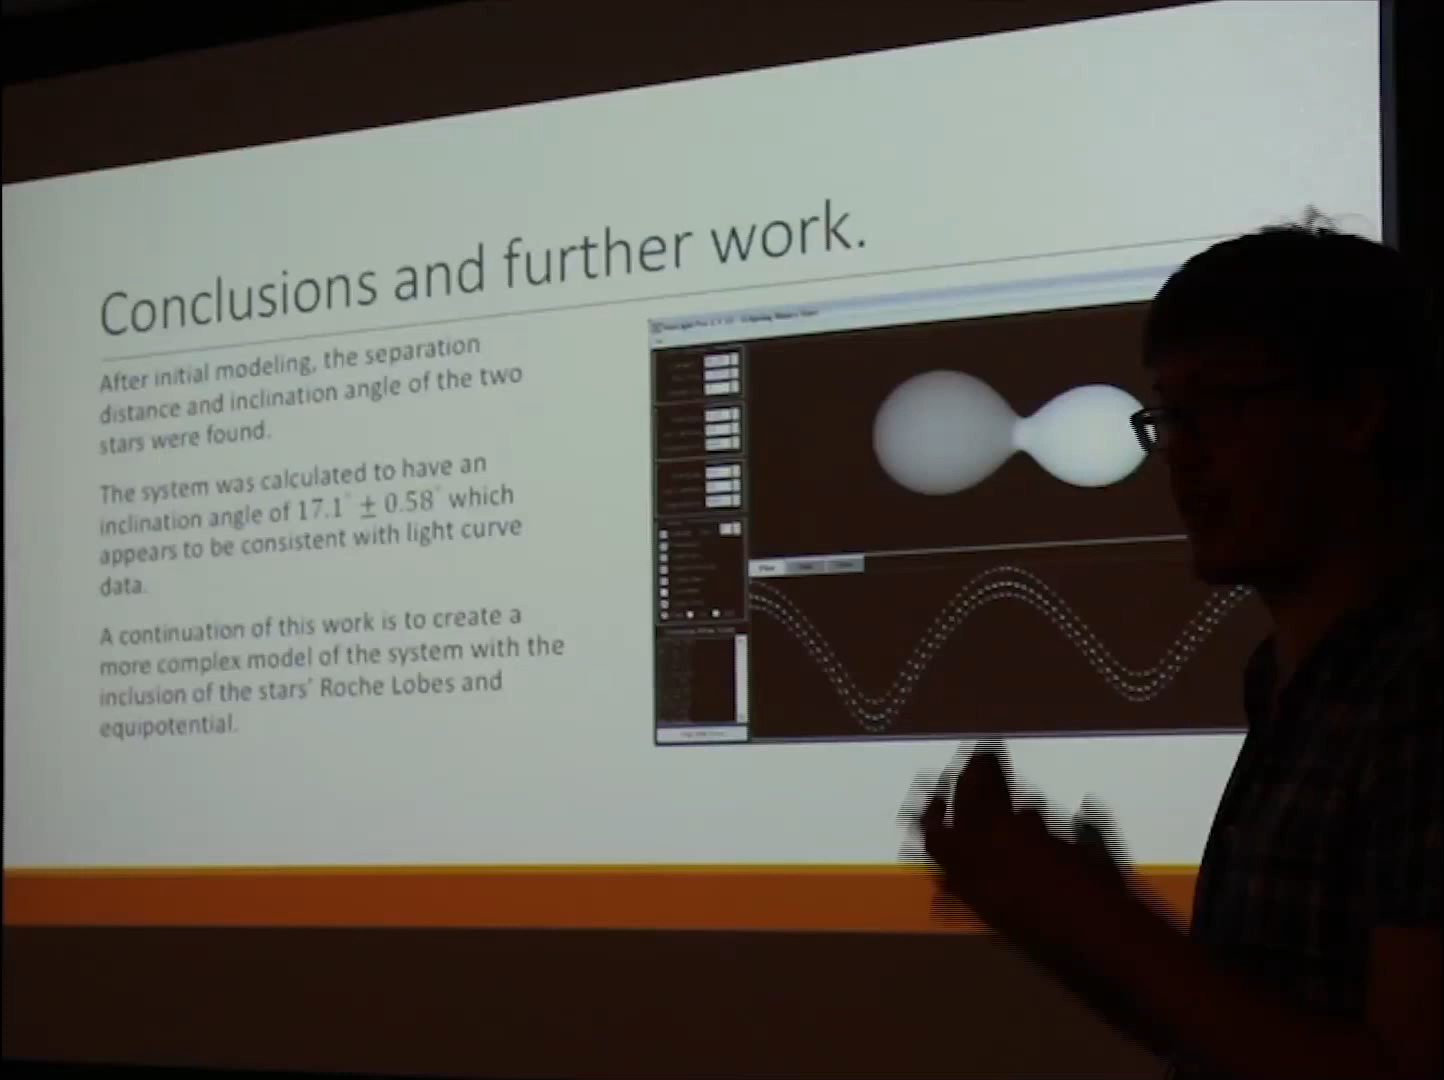 Conclusions and further work.
After initial modeling, the separation
distance and inclination angle of the two
stars were found.
The system was calculated to have an
inclination angle of 17.1° ± 0.58° which
appears to be consistent with light curve
data.
A continuation of this work is to create a
more complex model of the system with the
inclusion of the stars' Roche Lobes and
equipotential.